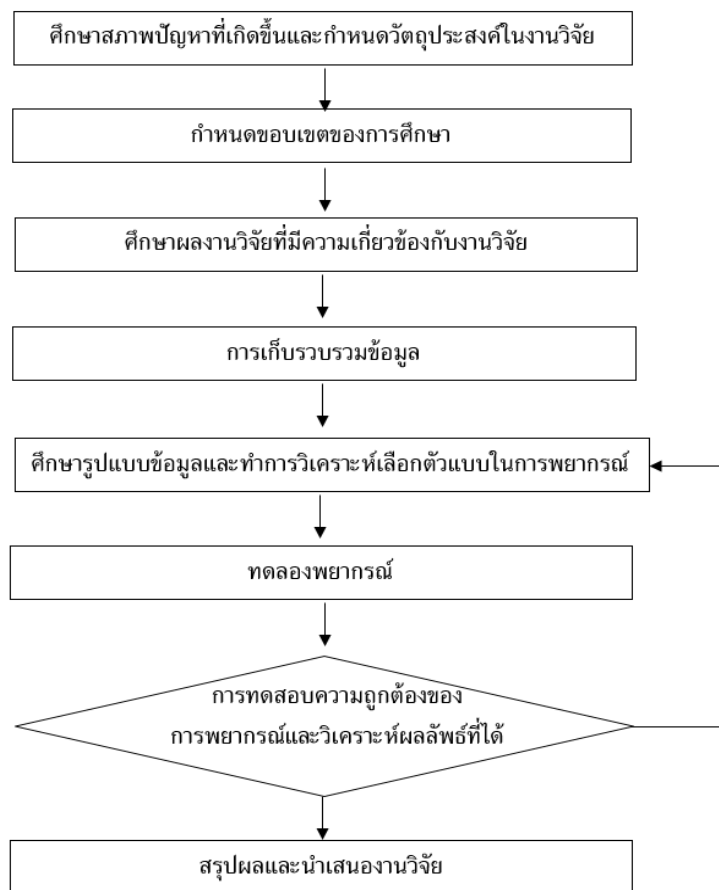 ศึกษาสภาพปัญหาที่เกิดขึ้นและกำหนดวัตถุประสงค์ในงานวิจัย
กำหนดขอบเขตของการศึกษา
ศึกษาผลงานวิจัยที่มีความเกี่ยวข้องกับงานวิจัย
การเก็บรวบรวมข้อมูล
ศึกษารูปแบบข้อมูลและทำการวิเคราะห์เลือกตัวแบบในการพยากรณ์
ทดลองพยากรณ์
การทดสอบความถูกต้องของ
การพยากรณ์และวิเคราะห์ผลลัพธ์ที่ได้
สรุปผลและนำเสนองานวิจัย